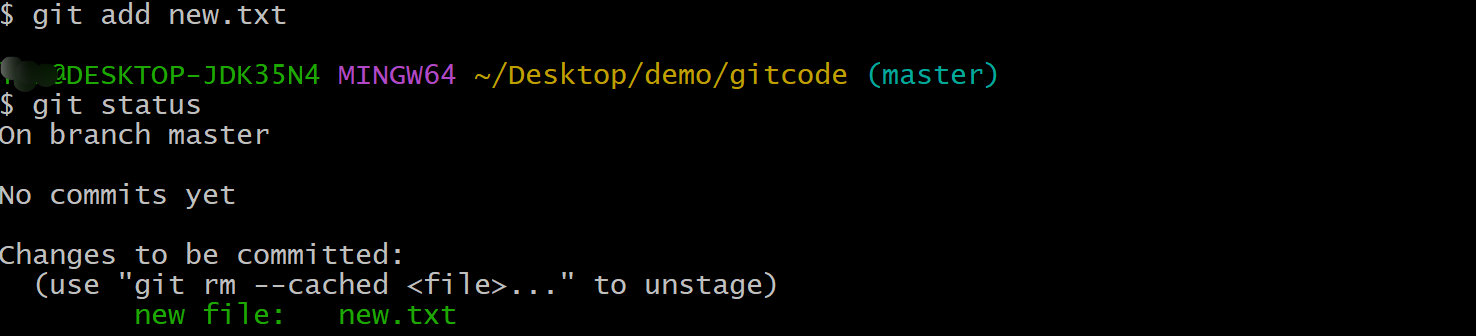 $ git add new.txt
@DESKTOP-JDK35N4 MINGW64 ~/Desktop/demo/gitcode (master)
$ git status
On branch master
No commits yet
Changes to be committed:
(use "git rm --cached <file>..." to unstage)
new file: new.txt